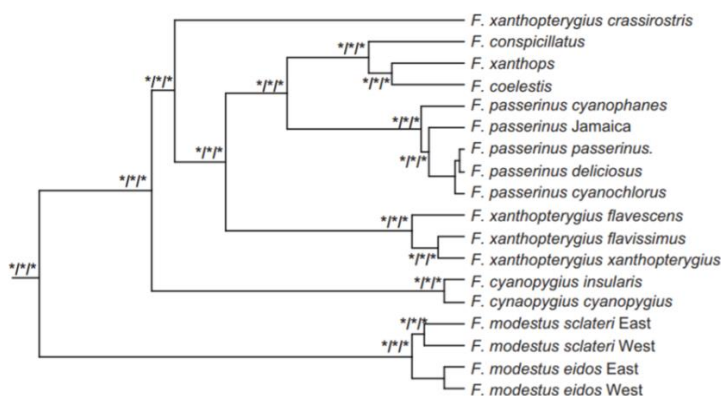 F. xanthopterygius crassirostris
*/*/* F. conspicillatus
F. xanthops
*/*/* */*/* */*/* F. coelestis
F. passerinus cyanophanes
*/*/* F. passerinus Jamaica
*/*/* */*/* F. passerinus passerinus.
F. passerinus deliciosus
*/*/* F. passerinus cyanochlorus
*/*/* F. xanthopterygius flavescens
F. xanthopterygius flavissimus
*/*/* */*/* F. xanthopterygius xanthopterygius
*/*/* F. cyanopygius insularis
F. cynaopygius cyanopygius
*/*/* F. modestus sclateri East
*/*/* F. modestus sclateri West
F. modestus eidos East
F. modestus eidos West